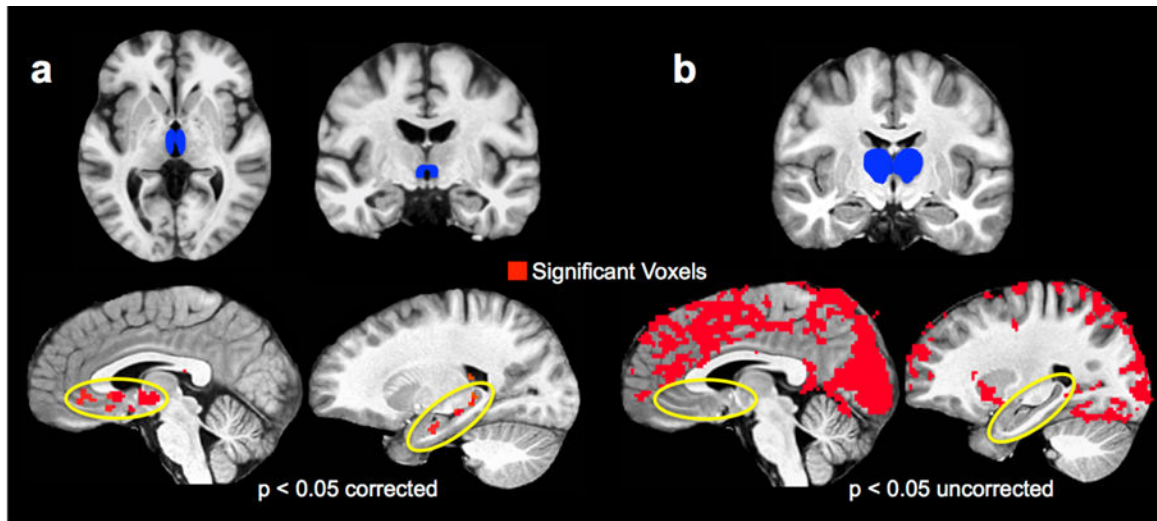 a
b
Significant Voxels
p < 0.05 corrected
p < 0.05 uncorrected